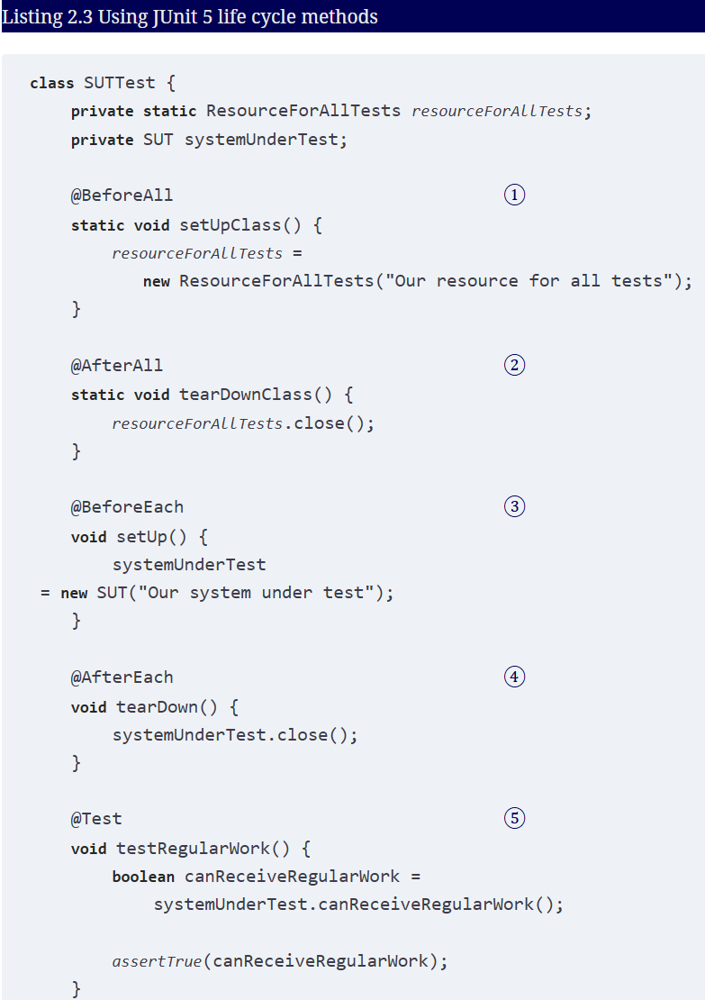 Listing 2.3 Using JUnit 5 life cycle methods
class SUTTest {
private static ResourceForAllTests resourceForAllTests;
private SUT systemUnderTest;
@BeforeAll ①
static void setUpClass() {
resourceForAllTests =
new ResourceForAllTests("Our resource for all tests");
}
@AfterAll ②
static void tearDownClass() {
resourceForAllTests.close();
}
@BeforeEach ③
void setUp() {
systemUnderTest
= new SUT("Our system under test");
}
@AfterEach ④
void tearDown() {
systemUnderTest.close();
}
@Test ⑤
void testRegularWork() {
boolean canReceiveRegularWork =
systemUnderTest.canReceiveRegularWork();
assertTrue(canReceiveRegularWork);
}